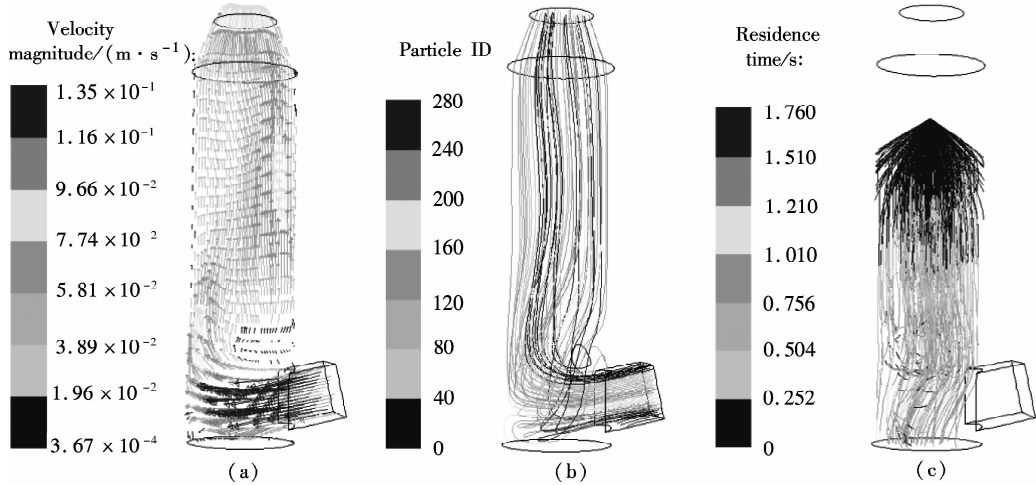 Velocity
magnitude/(m · s⁻¹):
1.35 × 10⁻¹
1.16 × 10⁻¹
9.66 × 10⁻²
7.74 × 10⁻²
5.81 × 10⁻²
3.89 × 10⁻²
1.96 × 10⁻²
3.67 × 10⁻⁴
(a)
Particle ID
280
240
200
160
120
80
40
0
(b)
Residence
time/s:
1.760
1.510
1.210
1.010
0.756
0.504
0.252
0
(c)